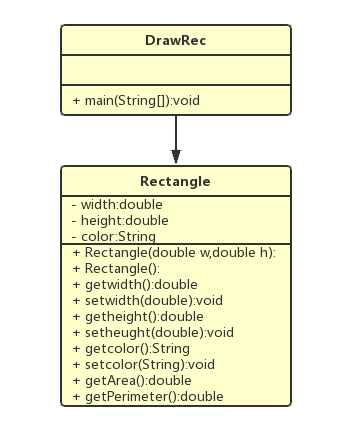 DrawRec
+ main(String[]):void
Rectangle
- width:double
- height:double
- color:String
+ Rectangle(double w,double h):
+ Rectangle():
+ getwidth():double
+ setwidth(double):void
+ getheight():double
+ setheught(double):void
+ getcolor():String
+ setcolor(String):void
+ getArea():double
+ getPerimeter():double